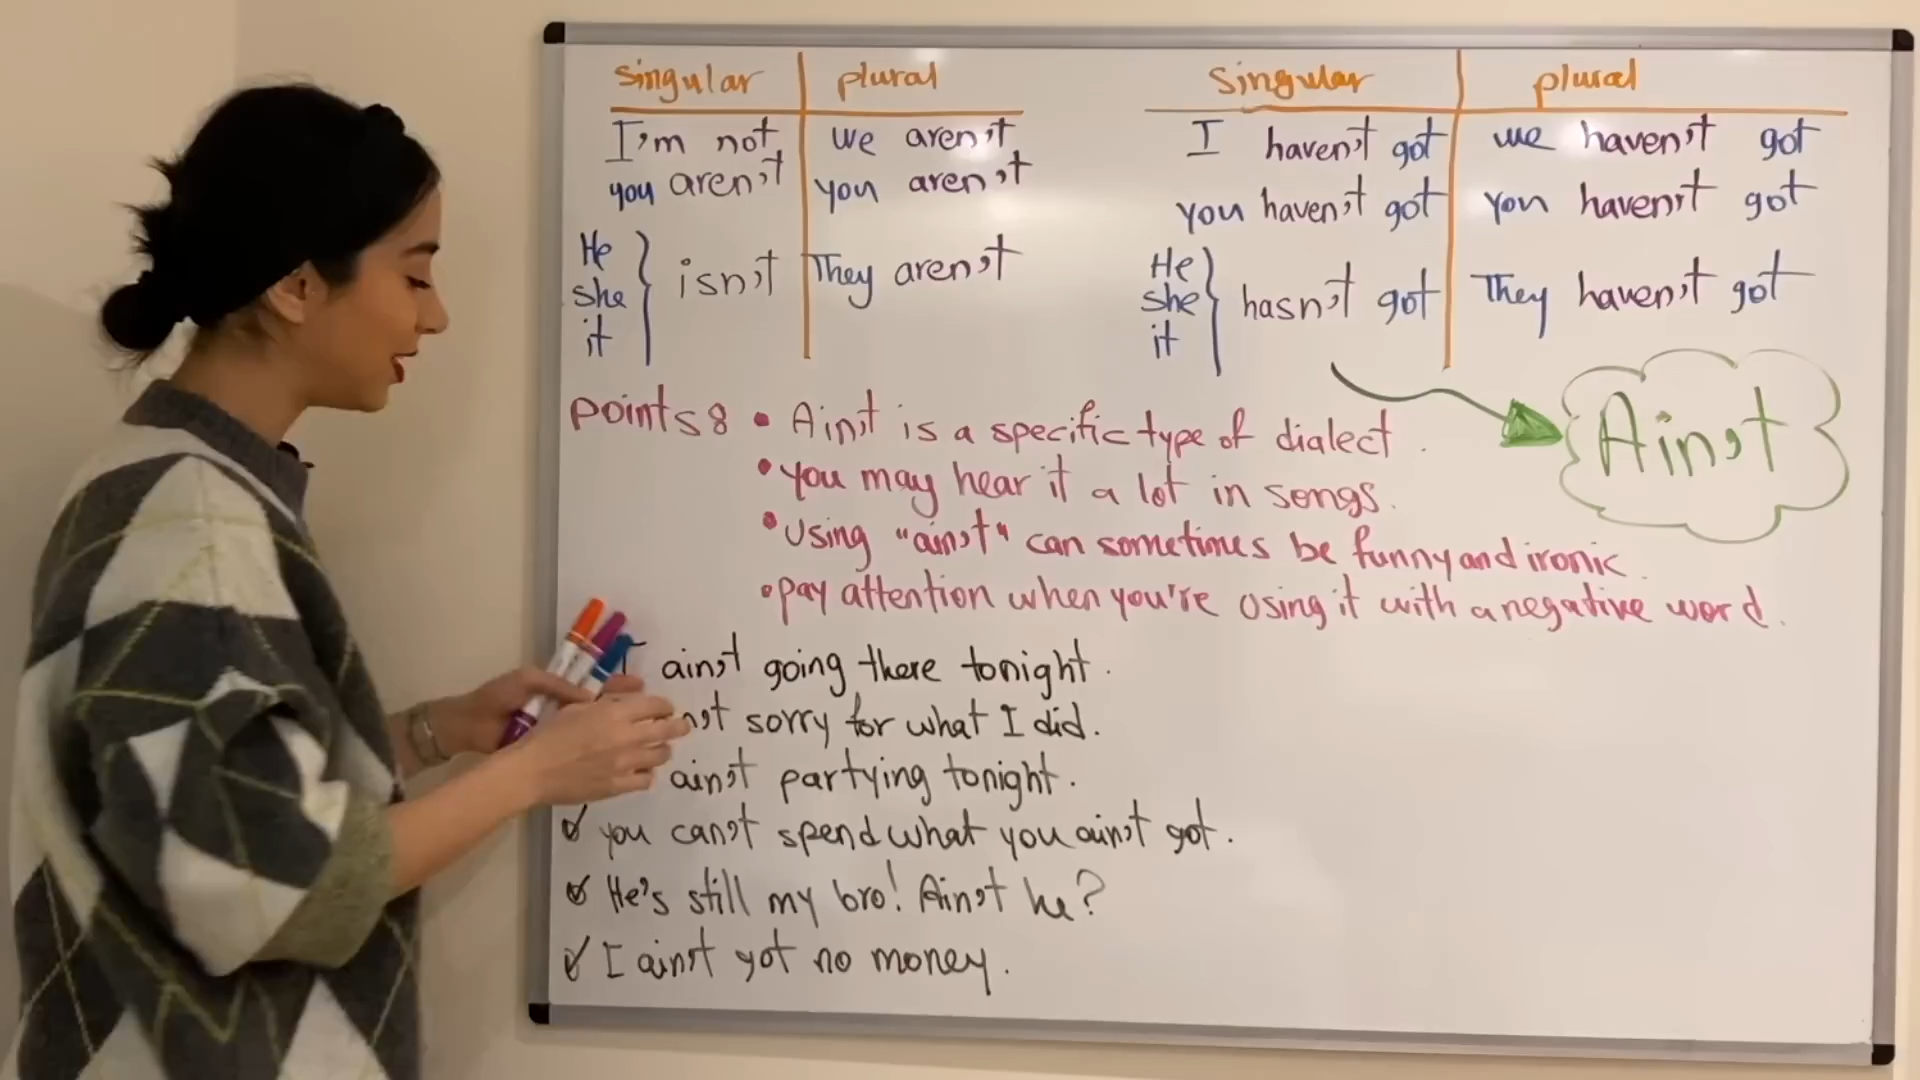 singular plural
I'm not we aren't
you aren't you aren't
He
she
it
isn't They aren't
singular plural
I haven't got we haven't got
you haven't got you haven't got
He
she
it
hasn't got They haven't got
Ain't
points: • Ain't is a specific type of dialect.
• you may hear it a lot in songs.
• Using "ain't" can sometimes be funny and ironic.
• pay attention when you're using it with a negative word.
ain't going there tonight.
sorry for what I did.
ain't partying tonight.
you can't spend what you ain't got.
He's still my bro! Ain't he?
I ain't got no money.